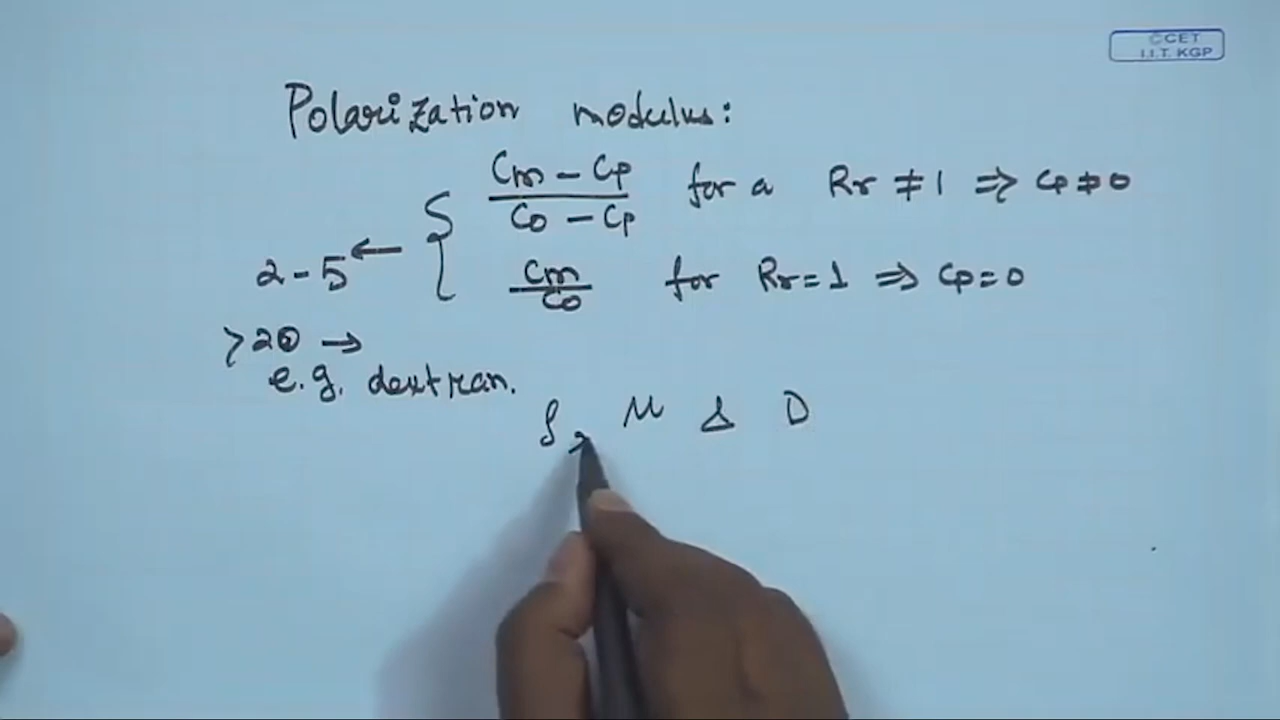 ©CET
I.I.T. KGP
Polarization modulus:
Cm - Cp / Co - Cp for a Rr ≠ 1 ⇒ Cp ≠ 0
2 - 5 ← { Cm / Co for Rr = 1 ⇒ Cp = 0
>20 →
e.g. dextran.
δ, μ & D